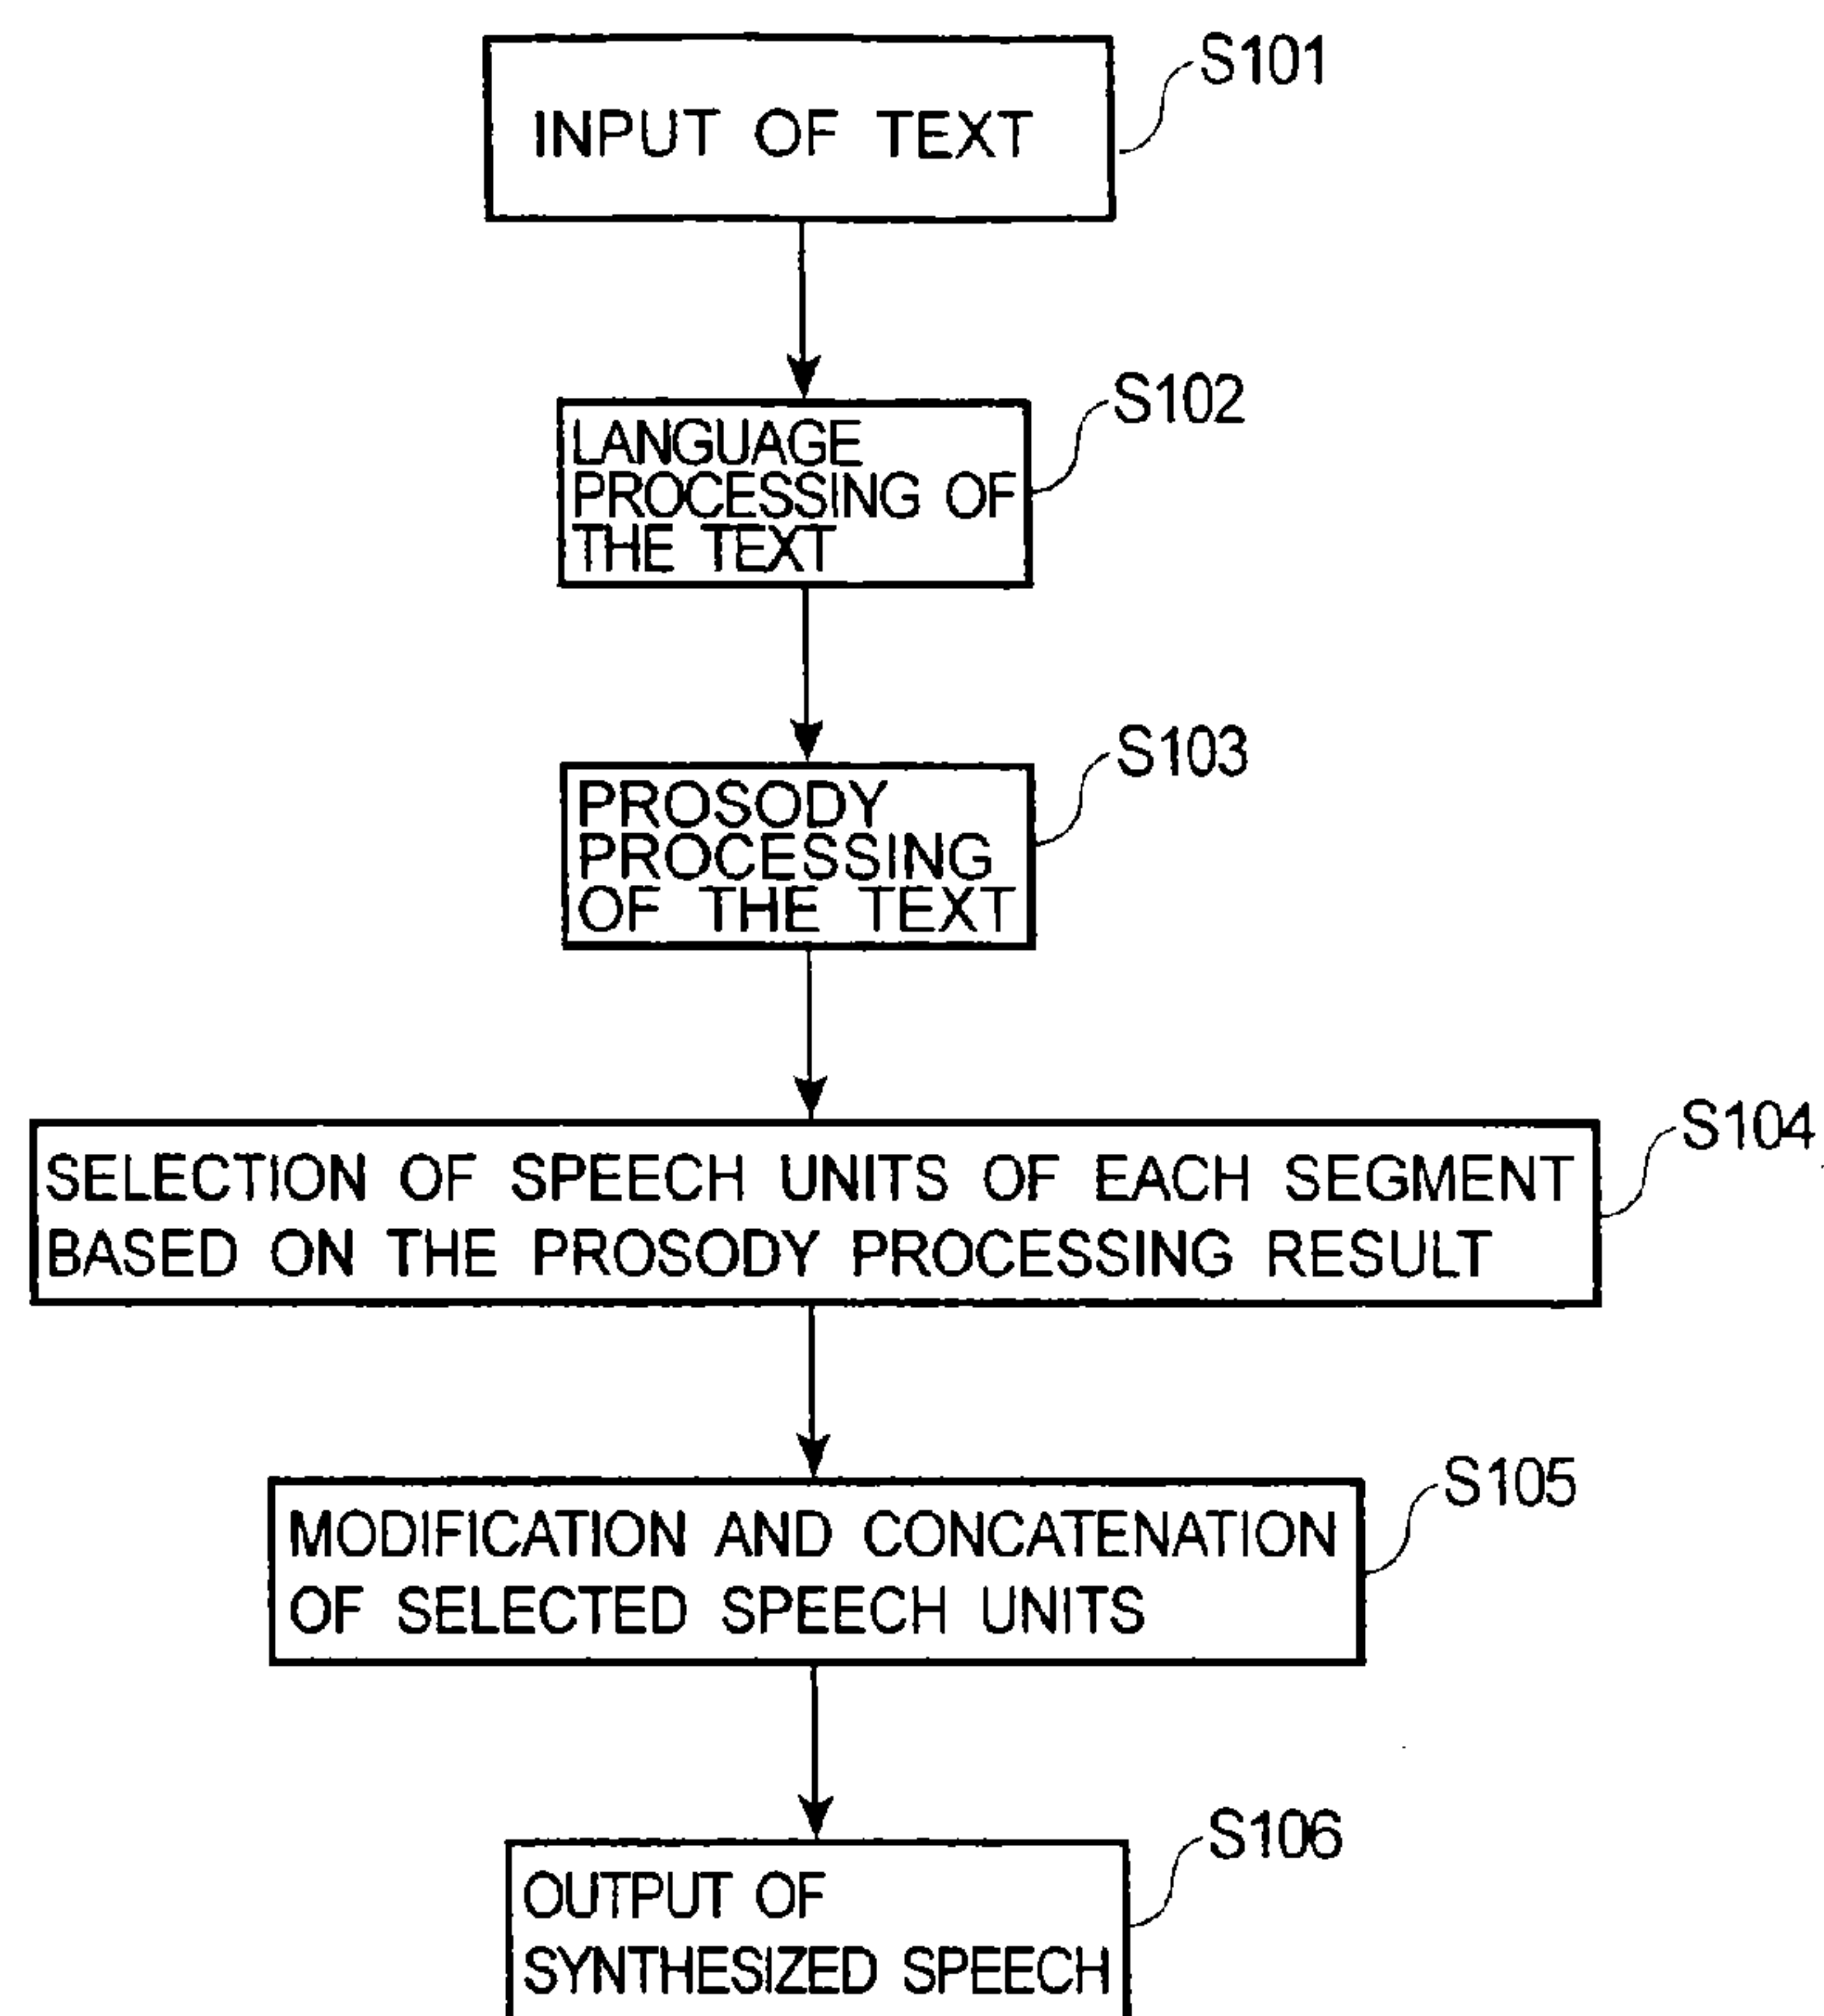 S101
INPUT OF TEXT
S102
LANGUAGE
PROCESSING OF
THE TEXT
S103
PROSODY
PROCESSING
OF THE TEXT
S104
SELECTION OF SPEECH UNITS OF EACH SEGMENT
BASED ON THE PROSODY PROCESSING RESULT
S105
MODIFICATION AND CONCATENATION
OF SELECTED SPEECH UNITS
S106
OUTPUT OF
SYNTHESIZED SPEECH